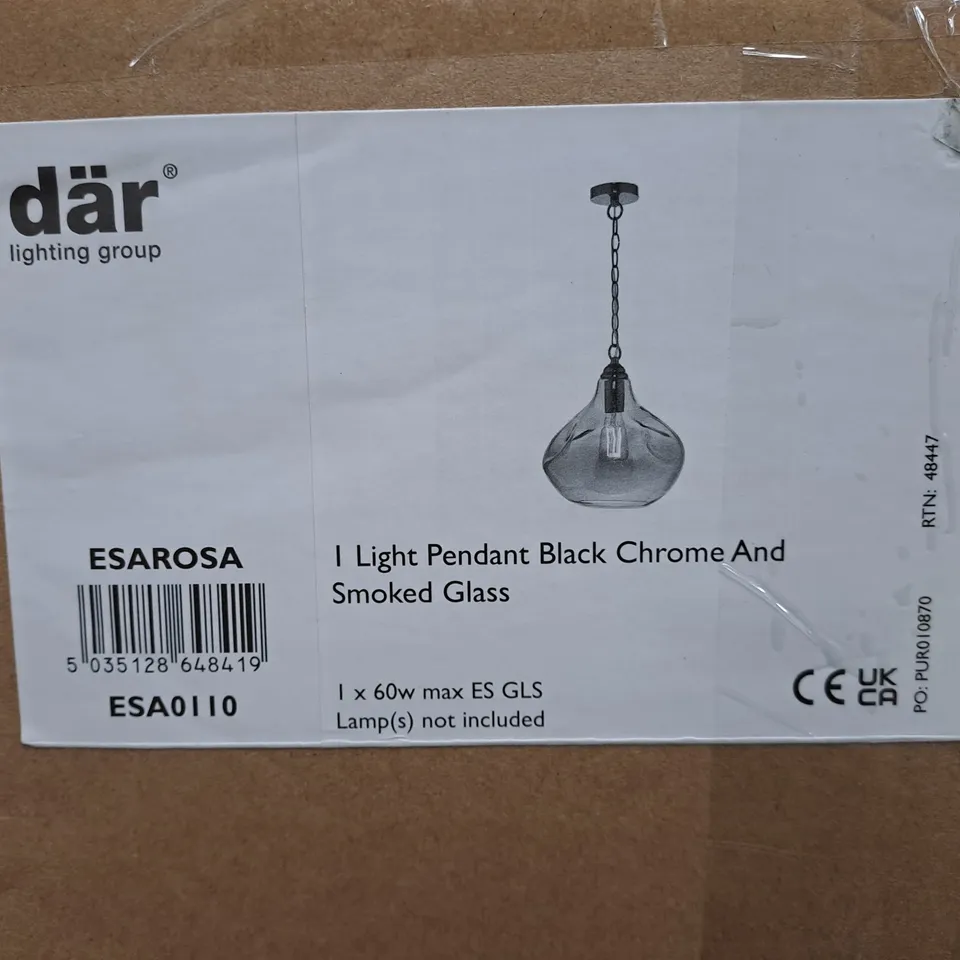 där®
lighting group
ESAROSA
5 035128 648419
ESA0110
1 Light Pendant Black Chrome And
Smoked Glass
1 x 60w max ES GLS
Lamp(s) not included
CE UK
CA
PO: PUR010870 RTN: 48447